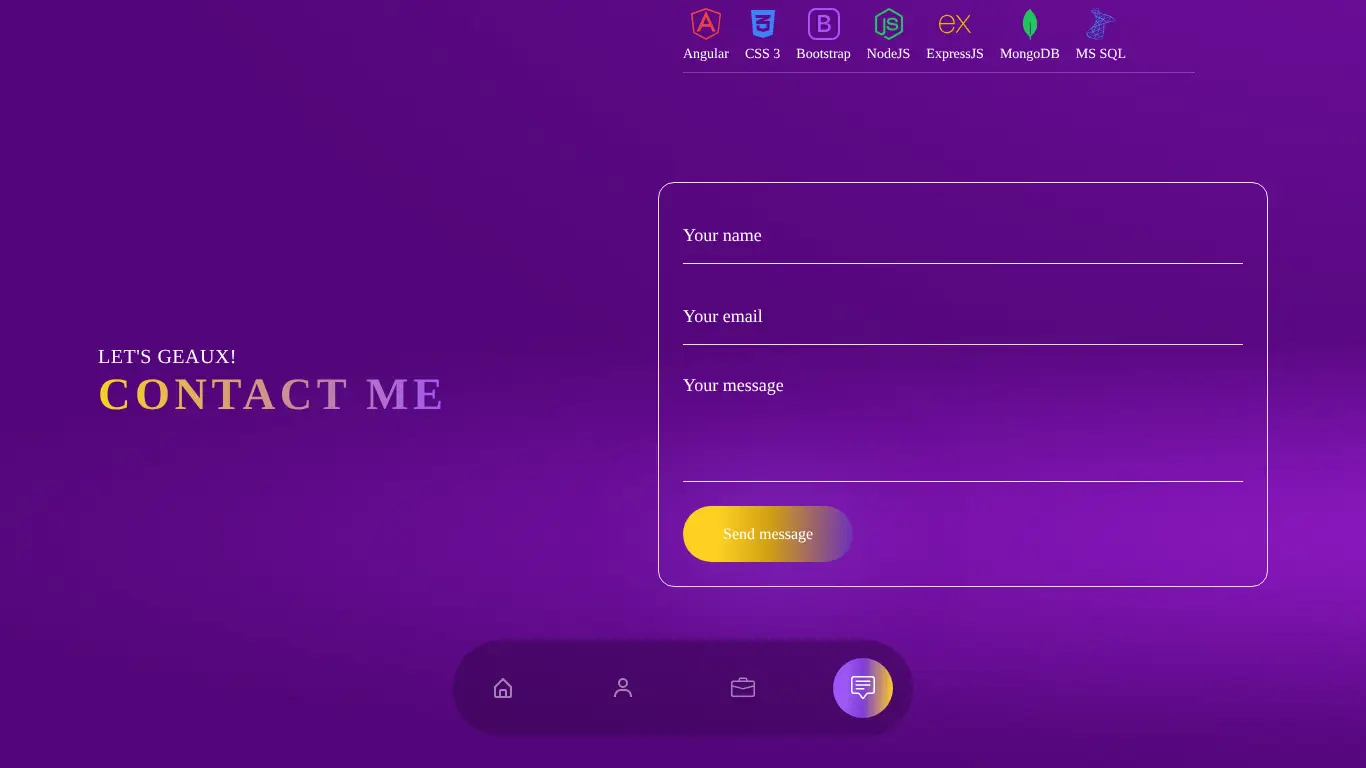 Angular CSS 3 Bootstrap NodeJS ExpressJS MongoDB MS SQL
LET'S GEAUX!
CONTACT ME
Your name
Your email
Your message
Send message